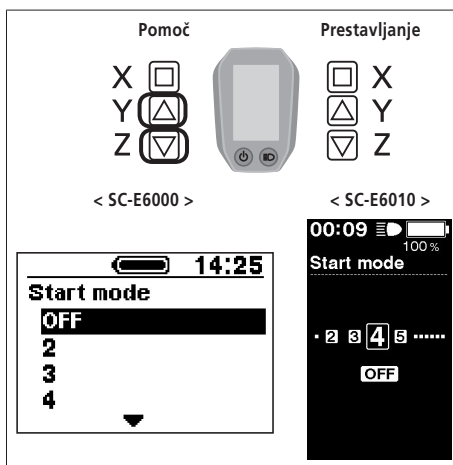 Pomoč Prestavljanje
X X
Y Y
Z Z
< SC-E6000 > < SC-E6010 >
00:09
100 %
14:25 Start mode
Start mode
OFF
2
3
4
2 3 4 5
OFF